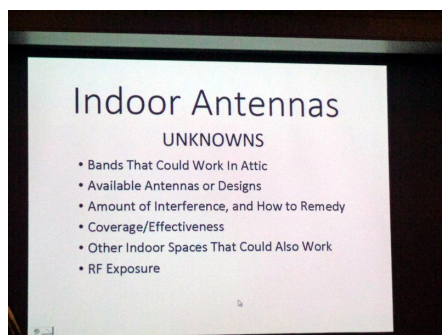 Indoor Antennas
UNKNOWNS
• Bands That Could Work In Attic
• Available Antennas or Designs
• Amount of Interference, and How to Remedy
• Coverage/Effectiveness
• Other Indoor Spaces That Could Also Work
• RF Exposure